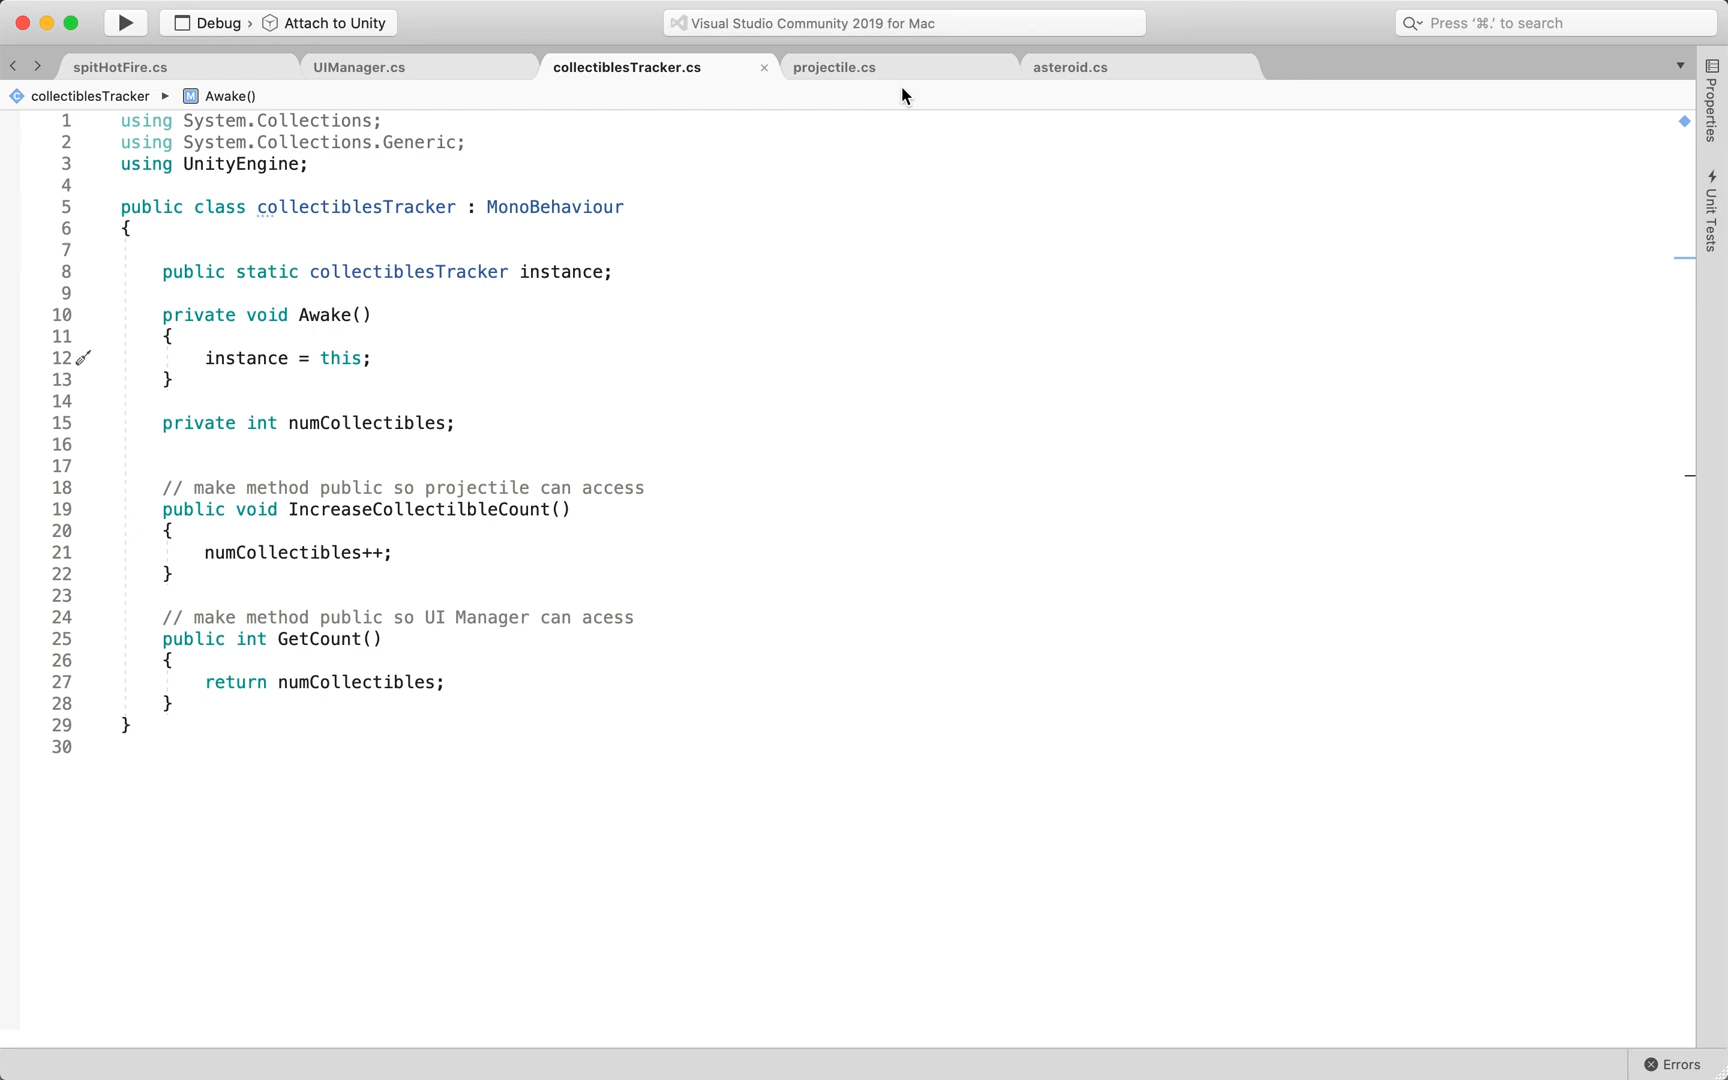 Debug › Attach to Unity
Visual Studio Community 2019 for Mac
Press ‘⌘.’ to search
spitHotFire.cs
UIManager.cs
collectiblesTracker.cs
projectile.cs
asteroid.cs
collectiblesTracker ▸ M Awake()
1 using System.Collections;
2 using System.Collections.Generic;
3 using UnityEngine;
4
5 public class collectiblesTracker : MonoBehaviour
6 {
7
8 public static collectiblesTracker instance;
9
10 private void Awake()
11 {
12 instance = this;
13 }
14
15 private int numCollectibles;
16
17
18 // make method public so projectile can access
19 public void IncreaseCollectilbleCount()
20 {
21 numCollectibles++;
22 }
23
24 // make method public so UI Manager can acess
25 public int GetCount()
26 {
27 return numCollectibles;
28 }
29 }
30
Properties
Unit Tests
Errors